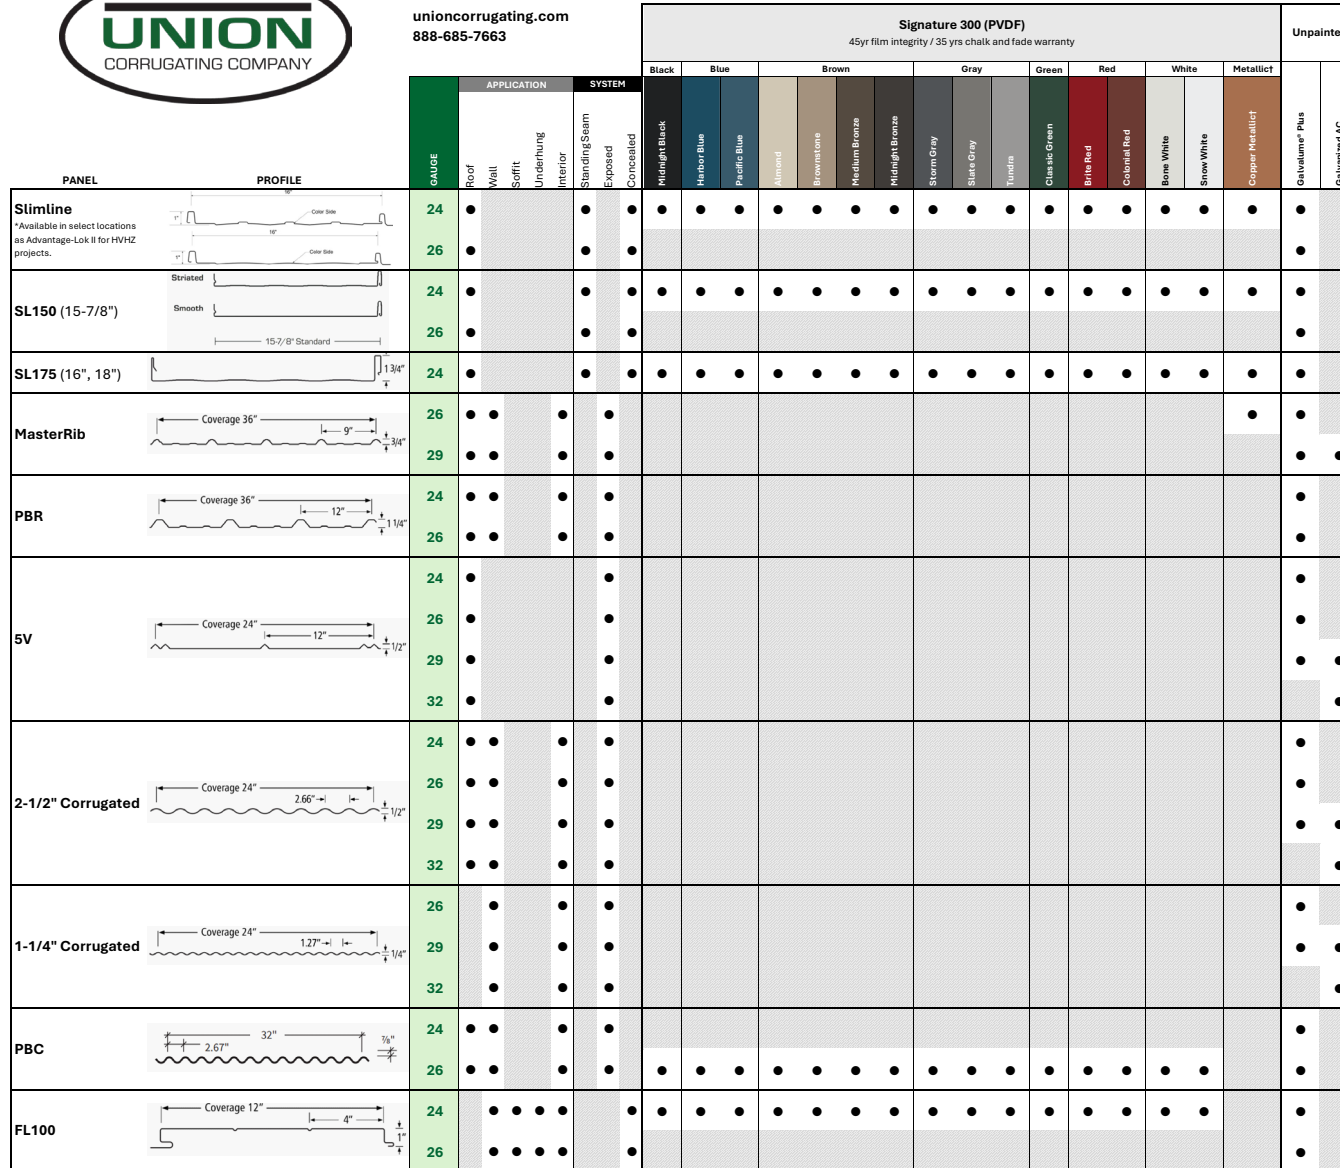 UNION
CORRUGATING COMPANY
unioncorrugating.com
888-685-7663
Signature 300 (PVDF)
45yr film integrity / 35 yrs chalk and fade warranty
Unpainte
Black Blue Brown Gray Green Red White Metallic†
APPLICATION SYSTEM
PANEL PROFILE GAUGE Roof Wall Soffit Underhung Interior Standing Seam Exposed Concealed Midnight Black Harbor Blue Pacific Blue Almond Brownstone Medium Bronze Midnight Bronze Storm Gray Slate Gray Tundra Classic Green Brite Red Colonial Red Bone White Snow White Copper Metallic† Galvalume® Plus
Slimline
*Available in select locations
as Advantage-Lok II for HVHZ
projects.
16"
1" Color Side
16"
1" Color Side
24 ● ● ● ● ● ● ● ● ● ● ● ● ● ● ● ● ● ● ● ●
26 ● ● ● ●
SL150 (15-7/8")
Striated
Smooth
15-7/8" Standard
24 ● ● ● ● ● ● ● ● ● ● ● ● ● ● ● ● ● ● ● ●
26 ● ● ● ●
SL175 (16", 18")
1 3/4"
24 ● ● ● ● ● ● ● ● ● ● ● ● ● ● ● ● ● ● ● ●
MasterRib
Coverage 36"
9"
3/4"
26 ● ● ● ● ● ●
29 ● ● ● ● ● ●
PBR
Coverage 36"
12"
1 1/4"
24 ● ● ● ● ●
26 ● ● ● ● ●
5V
Coverage 24"
12"
1/2"
24 ● ● ●
26 ● ● ●
29 ● ● ● ●
32 ● ● ●
2-1/2" Corrugated
Coverage 24"
2.66"
1/2"
24 ● ● ● ● ●
26 ● ● ● ● ●
29 ● ● ● ● ● ●
32 ● ● ● ● ●
1-1/4" Corrugated
Coverage 24"
1.27"
1/4"
26 ● ● ● ●
29 ● ● ● ● ●
32 ● ● ● ●
PBC
32"
2.67"
7/8"
24 ● ● ● ● ●
26 ● ● ● ● ● ● ● ● ● ● ● ● ● ● ● ● ● ● ● ●
FL100
Coverage 12"
4"
1"
24 ● ● ● ● ● ● ● ● ● ● ● ● ● ● ● ● ● ● ● ● ●
26 ● ● ● ● ● ●